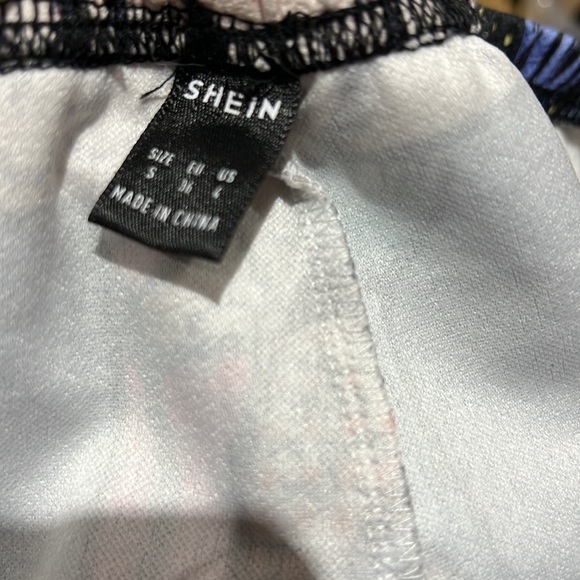 SHEIN
SIZE EU US
S 36 4
MADE IN CHINA